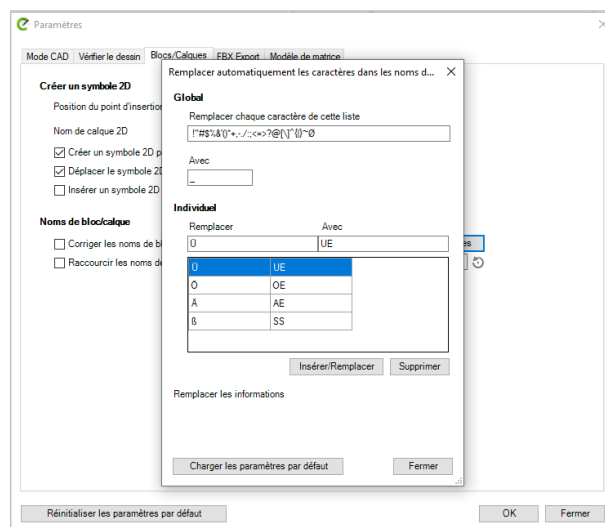 Paramètres
Mode CAD Vérifier le dessin Blocs/Calques FBX Export Modèle de matrice
Remplacer automatiquement les caractères dans les noms d...
Créer un symbole 2D
Position du point d'insertion
Nom de calque 2D
Créer un symbole 2D p
Déplacer le symbole 2D
Insérer un symbole 2D
Noms de bloc/calque
Corriger les noms de bl
Raccourcir les noms de
es
Global
Remplacer chaque caractère de cette liste
!"#$%&'()*+,-./:;<=>?@[\]^{|}~Ø
Avec
_
Individuel
Remplacer Avec
Ü UE
Ü UE
Ö OE
Ä AE
ß SS
Insérer/Remplacer Supprimer
Remplacer les informations
Charger les paramètres par défaut Fermer
Réinitialiser les paramètres par défaut OK Fermer